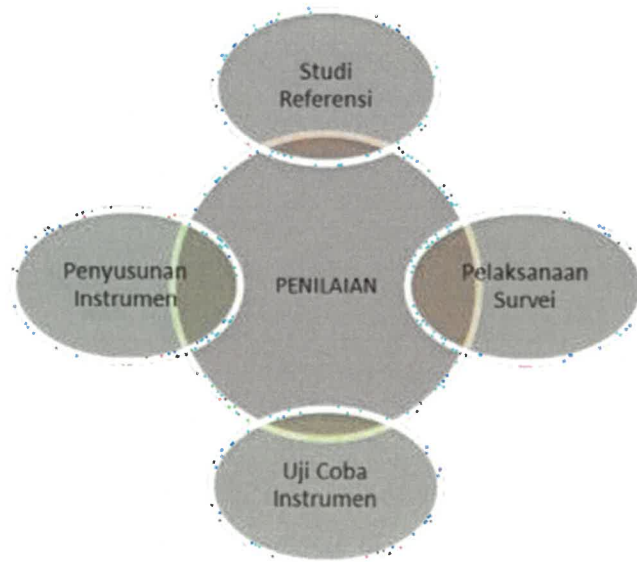 Studi
Referensi
Penyusunan
Instrumen
PENILAIAN
Pelaksanaan
Survei
Uji Coba
Instrumen